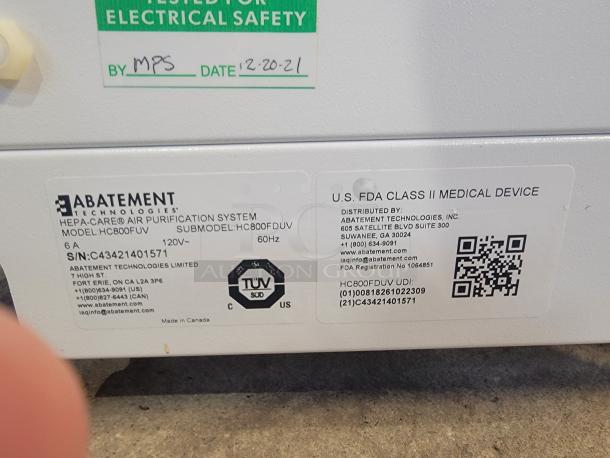 TESTED FOR
ELECTRICAL SAFETY
BY MPS DATE 12-20-21
ABATEMENT
TECHNOLOGIES®
HEPA-CARE® AIR PURIFICATION SYSTEM
MODEL:HC800FUV SUBMODEL:HC800FDUV
6 A 120V~ 60Hz
S/N:C43421401571
ABATEMENT TECHNOLOGIES LIMITED
7 HIGH ST
FORT ERIE, ON CA L2A 3P6
+1(800)634-9091 (US)
+1(800)827-6443 (CAN)
www.abatement.com
iaqinfo@abatement.com
Made in Canada
TÜV
SÜD
C US
U.S. FDA CLASS II MEDICAL DEVICE
DISTRIBUTED BY:
ABATEMENT TECHNOLOGIES, INC.
605 SATELLITE BLVD SUITE 300
SUWANEE, GA 30024
+1 (800) 634-9091
www.abatement.com
iaqinfo@abatement.com
FDA Registration No 1064851
HC800FDUV UDI:
(01)00818261022309
(21)C43421401571
AUCTION GROUP